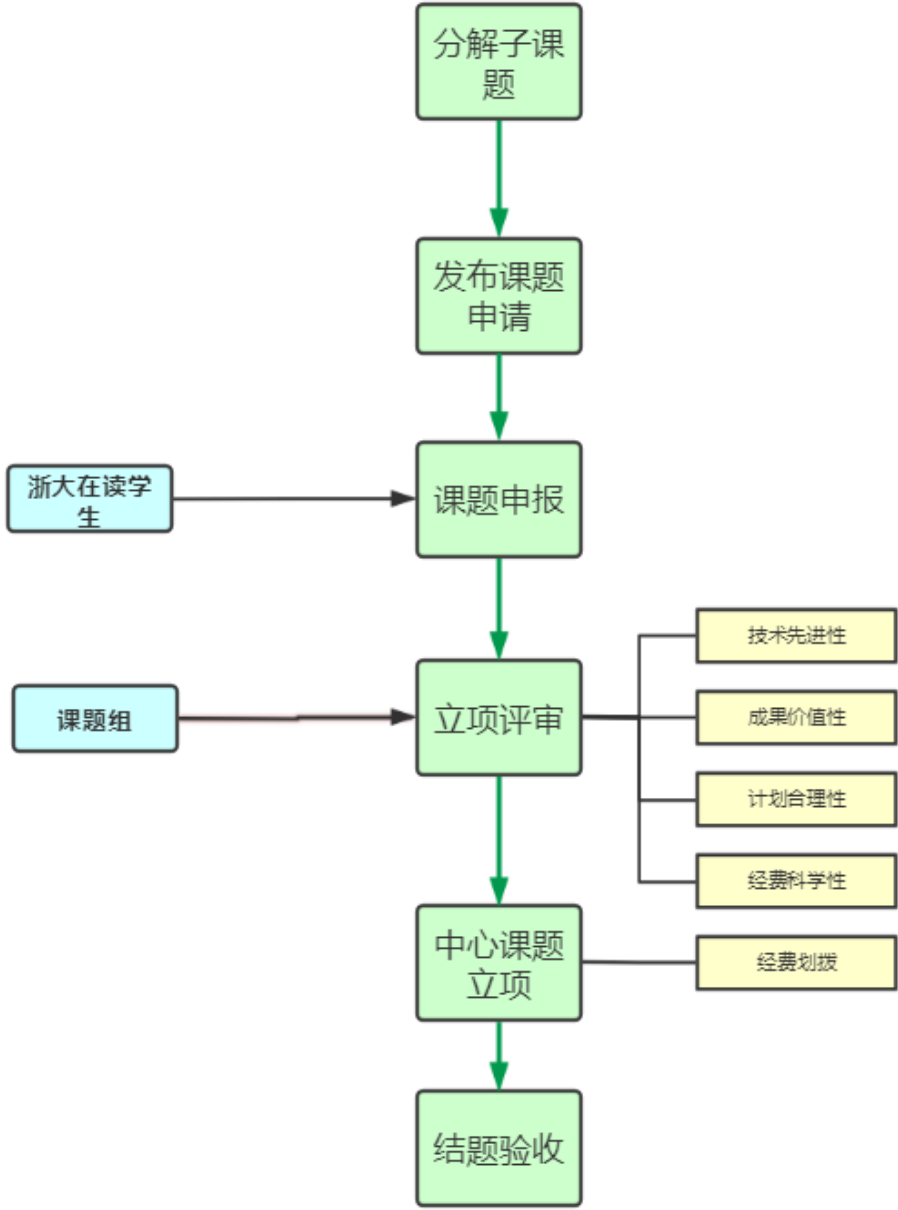 分解子课
题
发布课题
申请
浙大在读学
生
课题申报
课题组
立项评审
技术先进性
成果价值性
计划合理性
经费科学性
中心课题
立项
经费划拨
结题验收